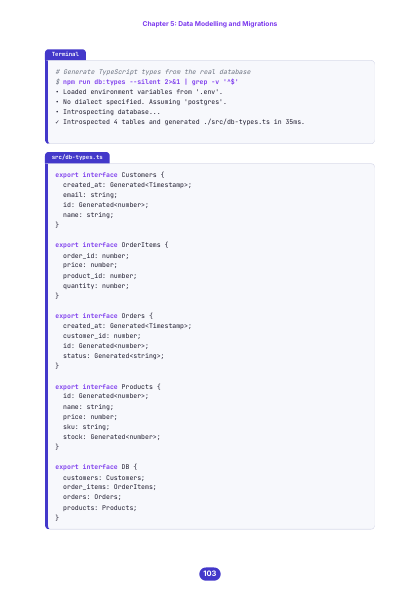 Chapter 5: Data Modelling and Migrations
Terminal
# Generate TypeScript types from the real database
$ npm run db:types --silent 2>&1 | grep -v '^$'
• Loaded environment variables from '.env'.
• No dialect specified. Assuming 'postgres'.
• Introspecting database...
✓ Introspected 4 tables and generated ./src/db-types.ts in 35ms.
src/db-types.ts
export interface Customers {
  created_at: Generated<Timestamp>;
  email: string;
  id: Generated<number>;
  name: string;
}
export interface OrderItems {
  order_id: number;
  price: number;
  product_id: number;
  quantity: number;
}
export interface Orders {
  created_at: Generated<Timestamp>;
  customer_id: number;
  id: Generated<number>;
  status: Generated<string>;
}
export interface Products {
  id: Generated<number>;
  name: string;
  price: number;
  sku: string;
  stock: Generated<number>;
}
export interface DB {
  customers: Customers;
  order_items: OrderItems;
  orders: Orders;
  products: Products;
}
103